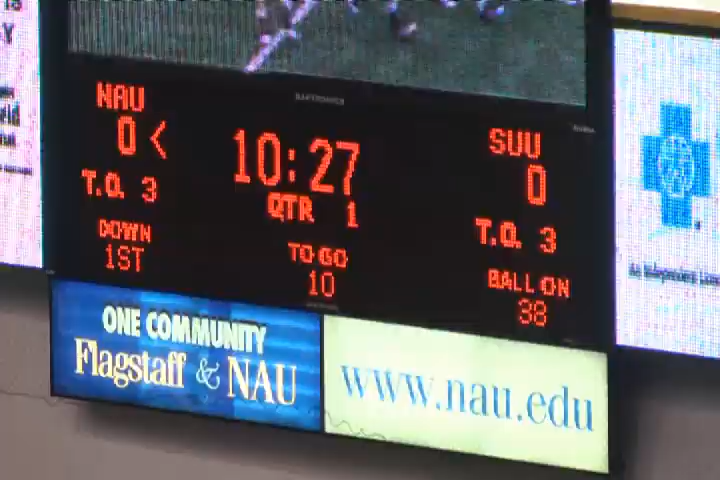 NAU
0 <
T.O. 3
DOWN
1ST
10:27
QTR 1
TO GO
10
SUU
0
T.O. 3
BALL ON
38
ONE COMMUNITY
Flagstaff & NAU
www.nau.edu